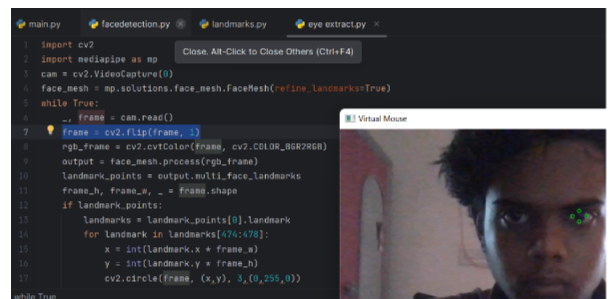 main.py
facedetection.py
landmarks.py
eye extract.py
Close. Alt-Click to Close Others (Ctrl+F4)
1 import cv2
2 import mediapipe as mp
3 cam = cv2.VideoCapture(0)
4 face_mesh = mp.solutions.face_mesh.FaceMesh(refine_landmarks=True)
5 while True:
6 _, frame = cam.read()
7 frame = cv2.flip(frame, 1)
8 rgb_frame = cv2.cvtColor(frame, cv2.COLOR_BGR2RGB)
9 output = face_mesh.process(rgb_frame)
10 landmark_points = output.multi_face_landmarks
11 frame_h, frame_w, _ = frame.shape
12 if landmark_points:
13 landmarks = landmark_points[0].landmark
14 for landmark in landmarks[474:478]:
15 x = int(landmark.x * frame_w)
16 y = int(landmark.y * frame_h)
17 cv2.circle(frame, (x,y), 3,(0,255,0))
while True
Virtual Mouse